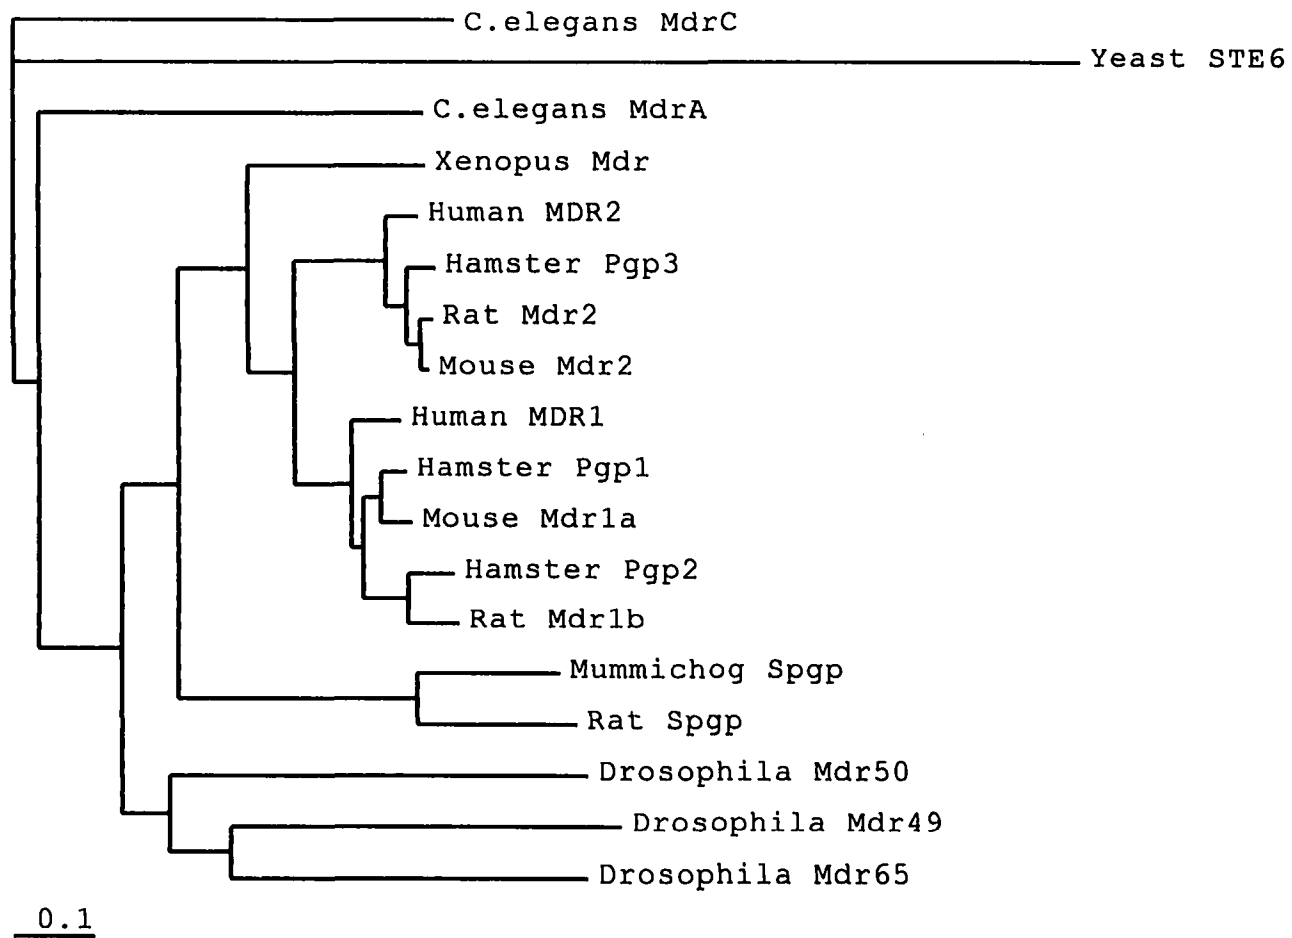 C.elegans MdrC
Yeast STE6
C.elegans MdrA
Xenopus Mdr
Human MDR2
Hamster Pgp3
Rat Mdr2
Mouse Mdr2
Human MDR1
Hamster Pgp1
Mouse Mdr1a
Hamster Pgp2
Rat Mdr1b
Mummichog Spgp
Rat Spgp
Drosophila Mdr50
Drosophila Mdr49
Drosophila Mdr65
0.1